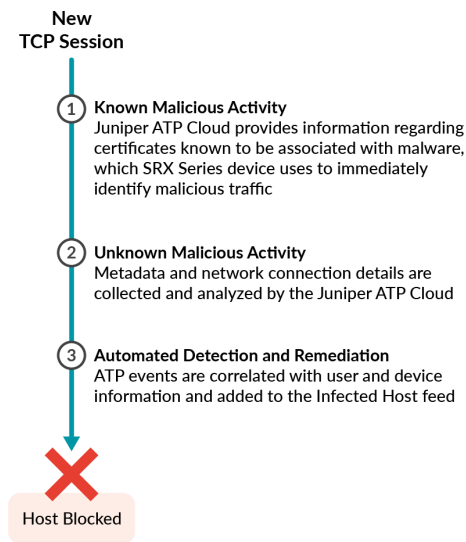 New
TCP Session
1
Known Malicious Activity
Juniper ATP Cloud provides information regarding
certificates known to be associated with malware,
which SRX Series device uses to immediately
identify malicious traffic
2
Unknown Malicious Activity
Metadata and network connection details are
collected and analyzed by the Juniper ATP Cloud
3
Automated Detection and Remediation
ATP events are correlated with user and device
information and added to the Infected Host feed
Host Blocked